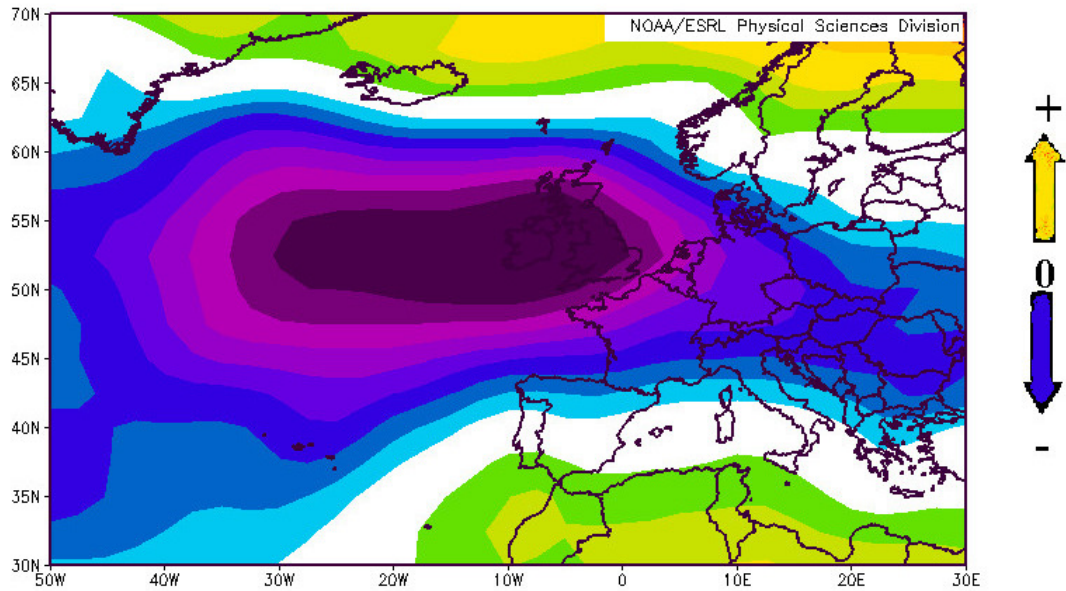 70N
NOAA/ESRL Physical Sciences Division
65N
60N
55N
50N
45N
40N
35N
30N
50W 40W 30W 20W 10W 0 10E 20E 30E
+
0
-